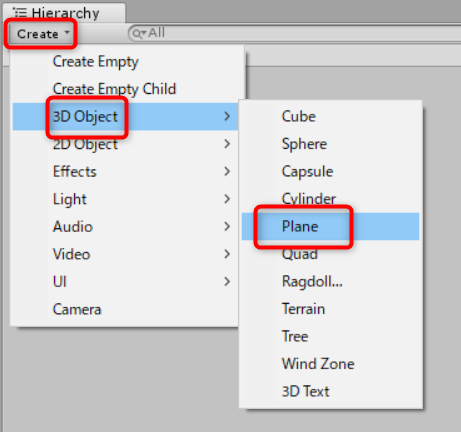 Hierarchy
Create
All
Create Empty
Create Empty Child
3D Object
2D Object
Effects
Light
Audio
Video
UI
Camera
Cube
Sphere
Capsule
Cylinder
Plane
Quad
Ragdoll...
Terrain
Tree
Wind Zone
3D Text